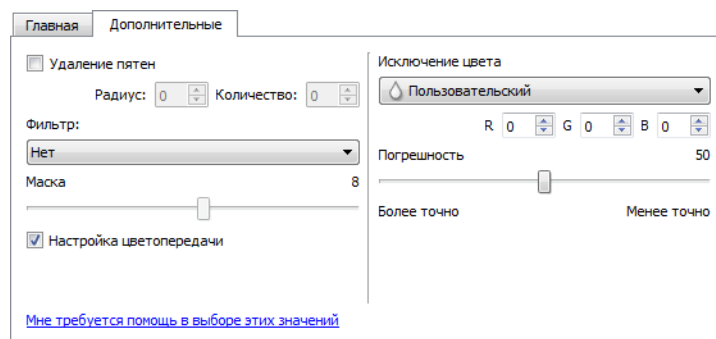 Главная Дополнительные
Удаление пятен
Радиус: 0 Количество: 0
Фильтр:
Нет
Маска 8
Настройка цветопередачи
Мне требуется помощь в выборе этих значений
Исключение цвета
Пользовательский
R 0 G 0 B 0
Погрешность 50
Более точно Менее точно